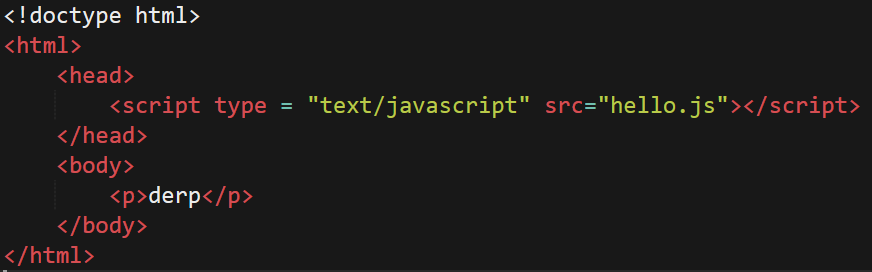 <!doctype html>
<html>
    <head>
        <script type = "text/javascript" src="hello.js"></script>
    </head>
    <body>
        <p>derp</p>
    </body>
</html>